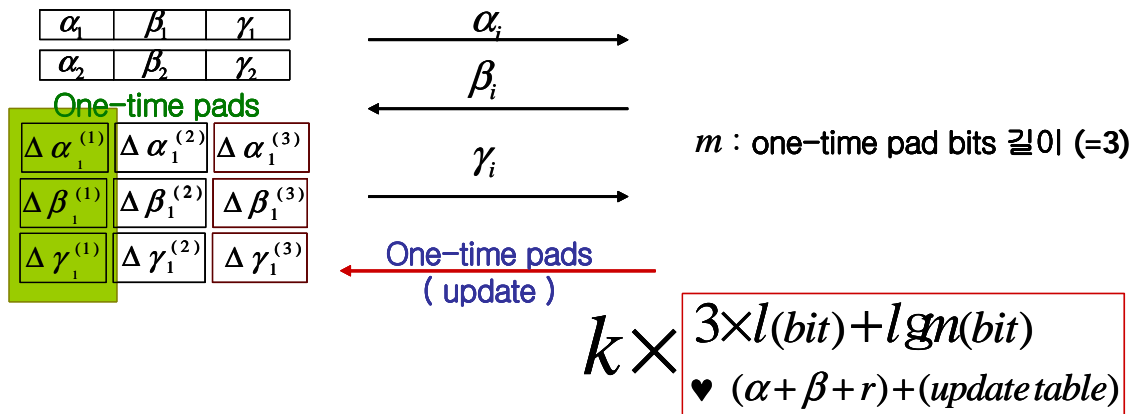 α₁ β₁ γ₁
α₂ β₂ γ₂
One-time pads
Δα₁⁽¹⁾ Δα₁⁽²⁾ Δα₁⁽³⁾
Δβ₁⁽¹⁾ Δβ₁⁽²⁾ Δβ₁⁽³⁾
Δγ₁⁽¹⁾ Δγ₁⁽²⁾ Δγ₁⁽³⁾
αᵢ
βᵢ
γᵢ
One-time pads
( update )
m : one-time pad bits 길이 (=3)
k × 3×l(bit)+lgm(bit)
♥ (α+β+r)+(update table)